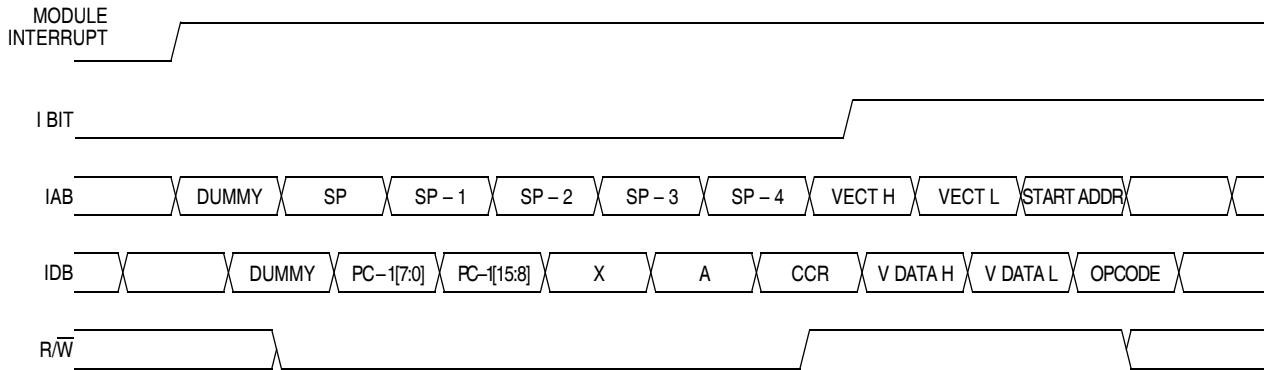 MODULE
INTERRUPT
I BIT
IAB DUMMY SP SP – 1 SP – 2 SP – 3 SP – 4 VECT H VECT L START ADDR
IDB DUMMY PC – 1[7:0] PC–1[15:8] X A CCR V DATA H V DATA L OPCODE
R/W̅